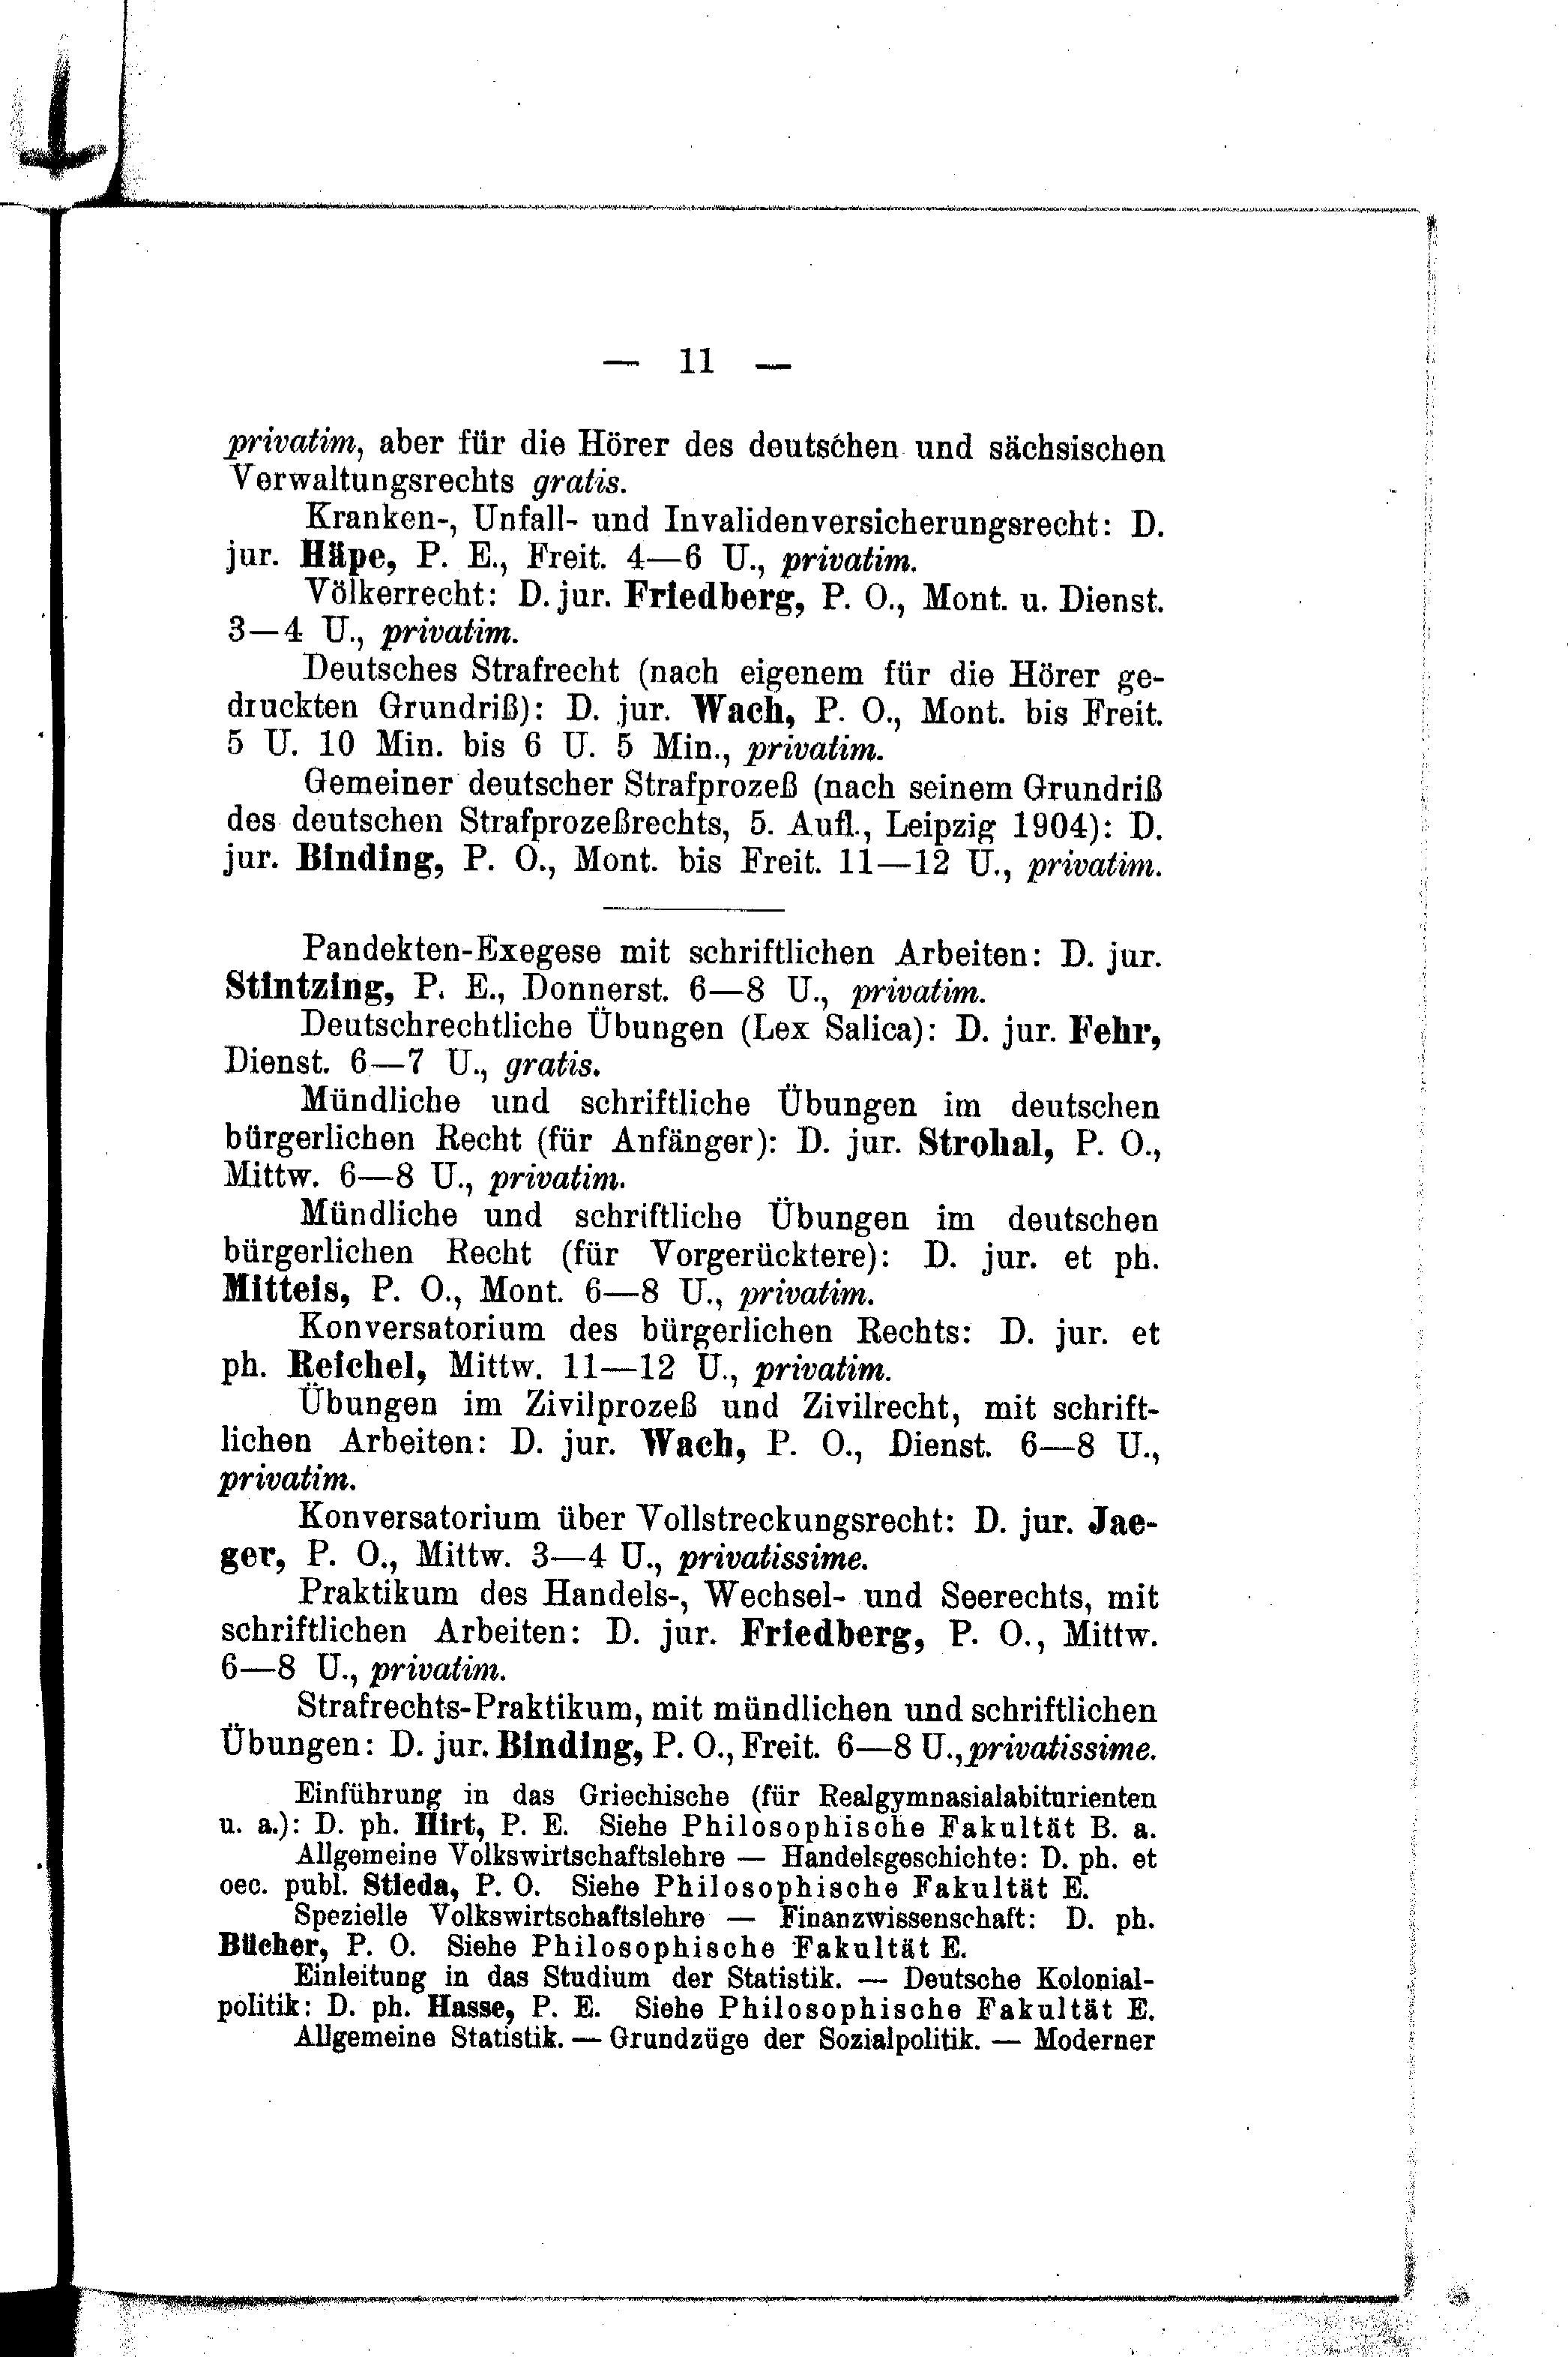 — 11 —
privatim, aber für die Hörer des deutschen und sächsischen
Verwaltungsrechts gratis.
Kranken-, Unfall- und Invalidenversicherungsrecht: D.
jur. Häpe, P. E., Freit. 4—6 U., privatim.
Völkerrecht: D. jur. Friedberg, P. O., Mont. u. Dienst.
3—4 U., privatim.
Deutsches Strafrecht (nach eigenem für die Hörer ge-
druckten Grundriß): D. jur. Wach, P. O., Mont. bis Freit.
5 U. 10 Min. bis 6 U. 5 Min., privatim.
Gemeiner deutscher Strafprozeß (nach seinem Grundriß
des deutschen Strafprozeßrechts, 5. Aufl., Leipzig 1904): D.
jur. Binding, P. O., Mont. bis Freit. 11—12 U., privatim.
Pandekten-Exegese mit schriftlichen Arbeiten: D. jur.
Stintzing, P. E., Donnerst. 6—8 U., privatim.
Deutschrechtliche Übungen (Lex Salica): D. jur. Fehr,
Dienst. 6—7 U., gratis.
Mündliche und schriftliche Übungen im deutschen
bürgerlichen Recht (für Anfänger): D. jur. Strohal, P. O.,
Mittw. 6—8 U., privatim.
Mündliche und schriftliche Übungen im deutschen
bürgerlichen Recht (für Vorgerücktere): D. jur. et ph.
Mitteis, P. O., Mont. 6—8 U., privatim.
Konversatorium des bürgerlichen Rechts: D. jur. et
ph. Reichel, Mittw. 11—12 U., privatim.
Übungen im Zivilprozeß und Zivilrecht, mit schrift-
lichen Arbeiten: D. jur. Wach, P. O., Dienst. 6—8 U.,
privatim.
Konversatorium über Vollstreckungsrecht: D. jur. Jae-
ger, P. O., Mittw. 3—4 U., privatissime.
Praktikum des Handels-, Wechsel- und Seerechts, mit
schriftlichen Arbeiten: D. jur. Friedberg, P. O., Mittw.
6—8 U., privatim.
Strafrechts-Praktikum, mit mündlichen und schriftlichen
Übungen: D. jur. Binding, P. O., Freit. 6—8 U., privatissime.
Einführung in das Griechische (für Realgymnasialabiturienten
u. a.): D. ph. Hirt, P. E. Siehe Philosophische Fakultät B. a.
Allgemeine Volkswirtschaftslehre — Handelsgeschichte: D. ph. et
oec. publ. Stieda, P. O. Siehe Philosophische Fakultät E.
Spezielle Volkswirtschaftslehre — Finanzwissenschaft: D. ph.
Bücher, P. O. Siehe Philosophische Fakultät E.
Einleitung in das Studium der Statistik. — Deutsche Kolonial-
politik: D. ph. Hasse, P. E. Siehe Philosophische Fakultät E.
Allgemeine Statistik. — Grundzüge der Sozialpolitik. — Moderner